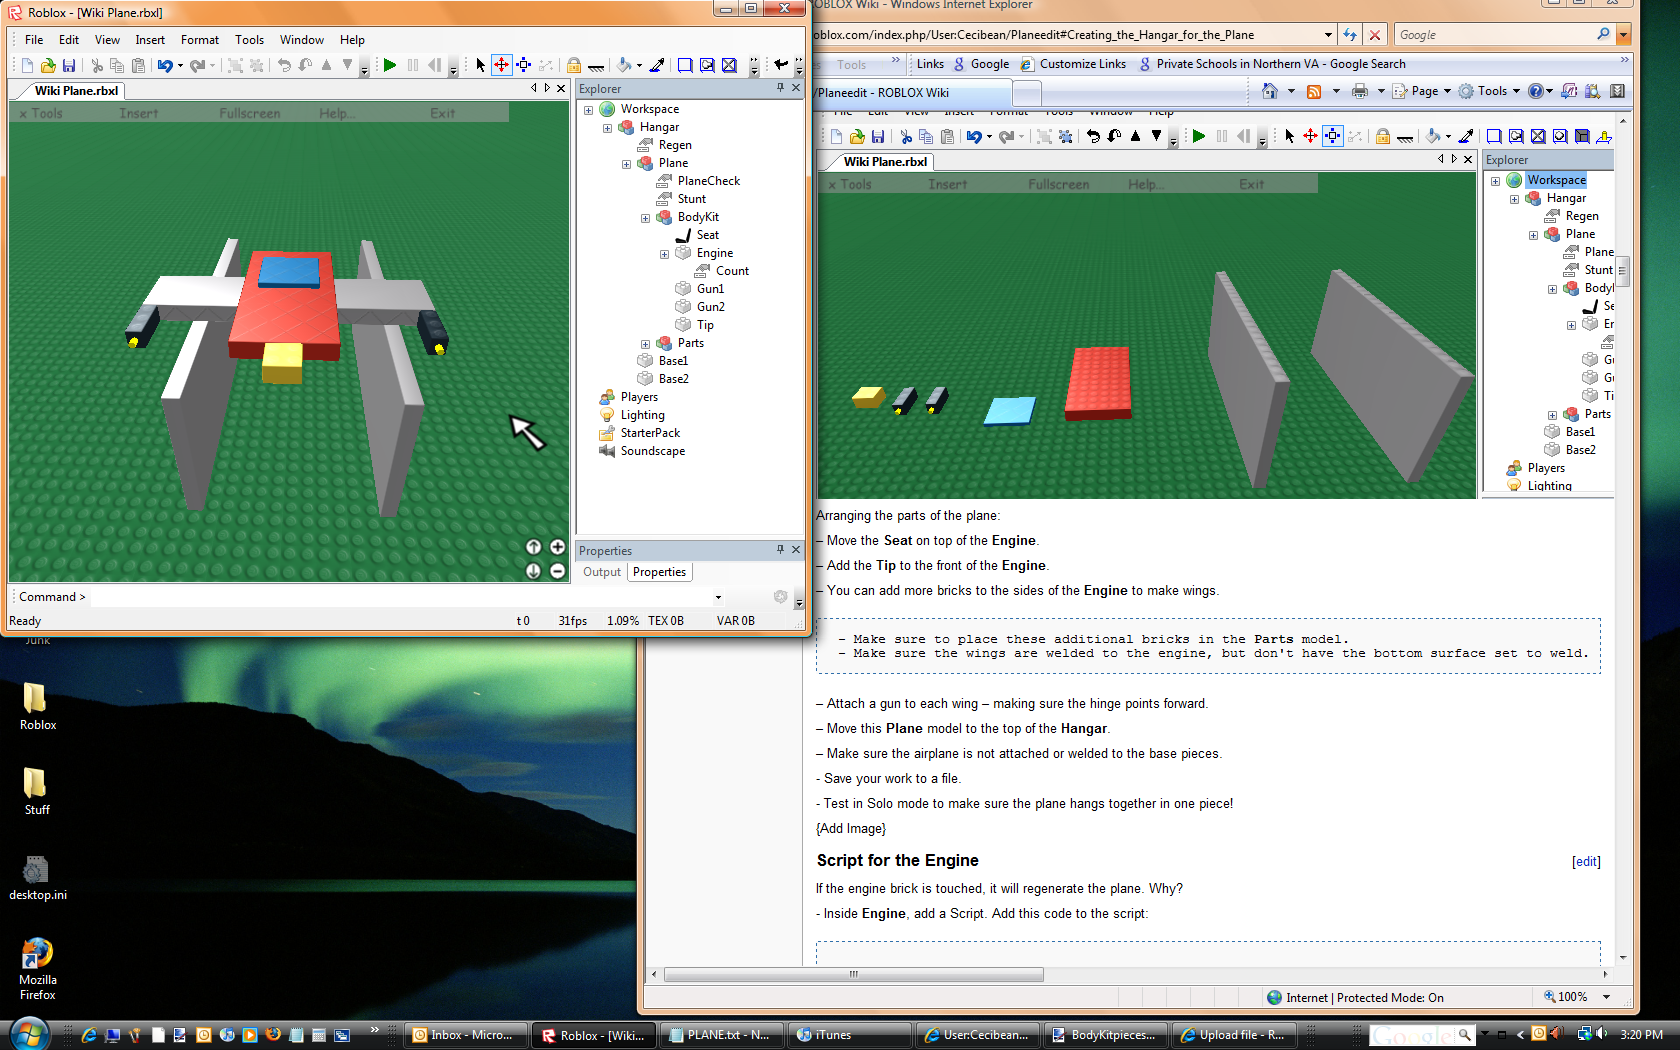 Roblox - [Wiki Plane.rbxl]
File Edit View Insert Format Tools Window Help
Wiki Plane.rbxl
x Tools Insert Fullscreen Help... Exit
Explorer
Workspace
Hangar
Regen
Plane
PlaneCheck
Stunt
BodyKit
Seat
Engine
Count
Gun1
Gun2
Tip
Parts
Base1
Base2
Players
Lighting
StarterPack
Soundscape
Properties
Output Properties
Command >
Ready t 0 31fps 1.09% TEX 0B VAR 0B
OBLOX Wiki - Windows Internet Explorer
oblox.com/index.php/User:Cecibean/Planeedit#Creating_the_Hangar_for_the_Plane
Google
Tools Links Google Customize Links Private Schools in Northern VA - Google Search
/Planeedit - ROBLOX Wiki
Page Tools
File Edit View Insert Format Tools Window Help
Wiki Plane.rbxl
x Tools Insert Fullscreen Help... Exit
Explorer
Workspace
Hangar
Regen
Plane
Plane
Stunt
Bodyl
Se
Er
Gu
Gu
Ti
Parts
Base1
Base2
Players
Lighting
Arranging the parts of the plane:
– Move the Seat on top of the Engine.
– Add the Tip to the front of the Engine.
– You can add more bricks to the sides of the Engine to make wings.
– Make sure to place these additional bricks in the Parts model.
– Make sure the wings are welded to the engine, but don't have the bottom surface set to weld.
– Attach a gun to each wing – making sure the hinge points forward.
– Move this Plane model to the top of the Hangar.
– Make sure the airplane is not attached or welded to the base pieces.
- Save your work to a file.
- Test in Solo mode to make sure the plane hangs together in one piece!
{Add Image}
Script for the Engine
[edit]
If the engine brick is touched, it will regenerate the plane. Why?
- Inside Engine, add a Script. Add this code to the script:
Internet | Protected Mode: On 100%
Junk
Roblox
Stuff
desktop.ini
Mozilla
Firefox
Inbox - Micro... Roblox - [Wiki... PLANE.txt - N... iTunes User:Cecibean... BodyKitpieces... Upload file - R... Google 3:20 PM